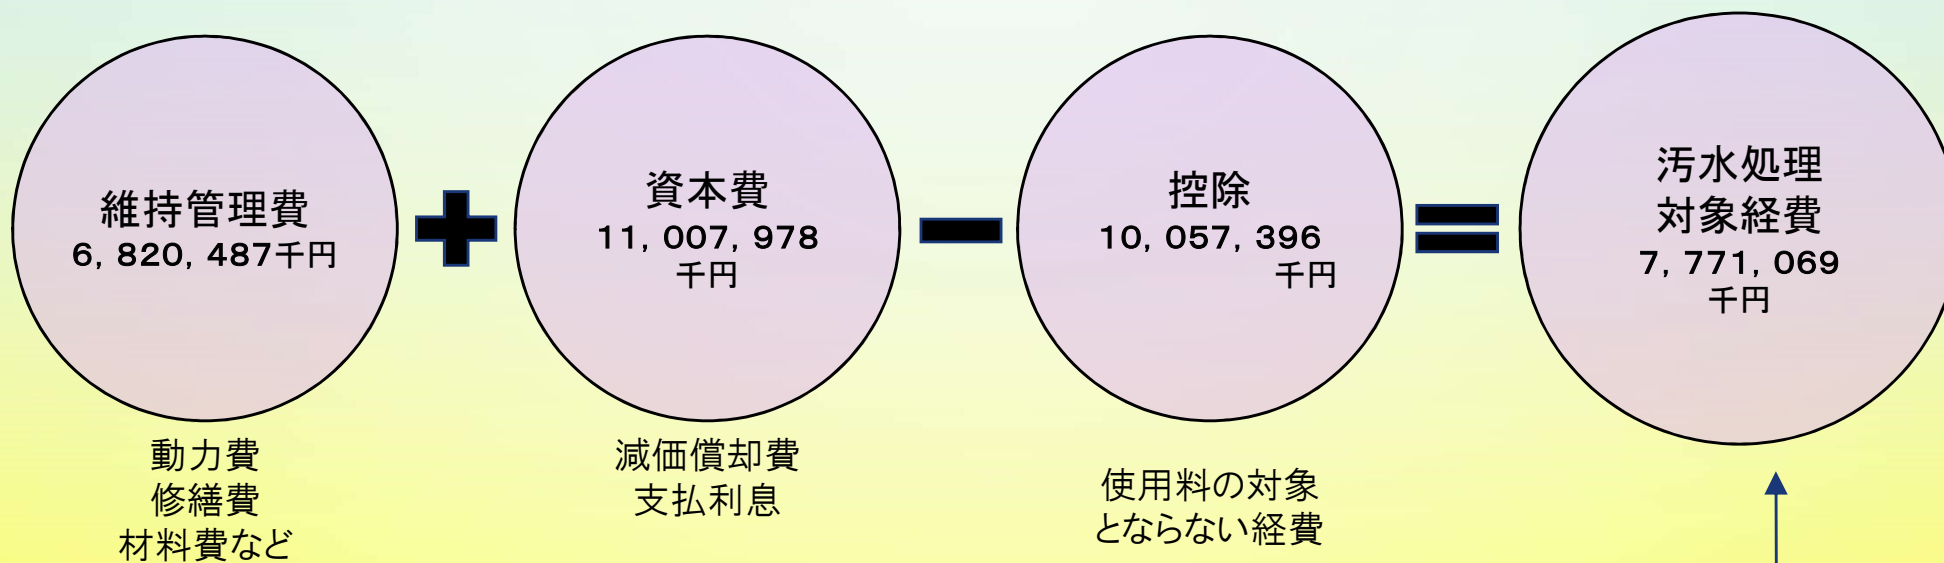 維持管理費
6, 820, 487千円
資本費
11, 007, 978
千円
控除
10, 057, 396
千円
汚水処理
対象経費
7, 771, 069
千円
動力費
修繕費
材料費など
減価償却費
支払利息
使用料の対象
とならない経費